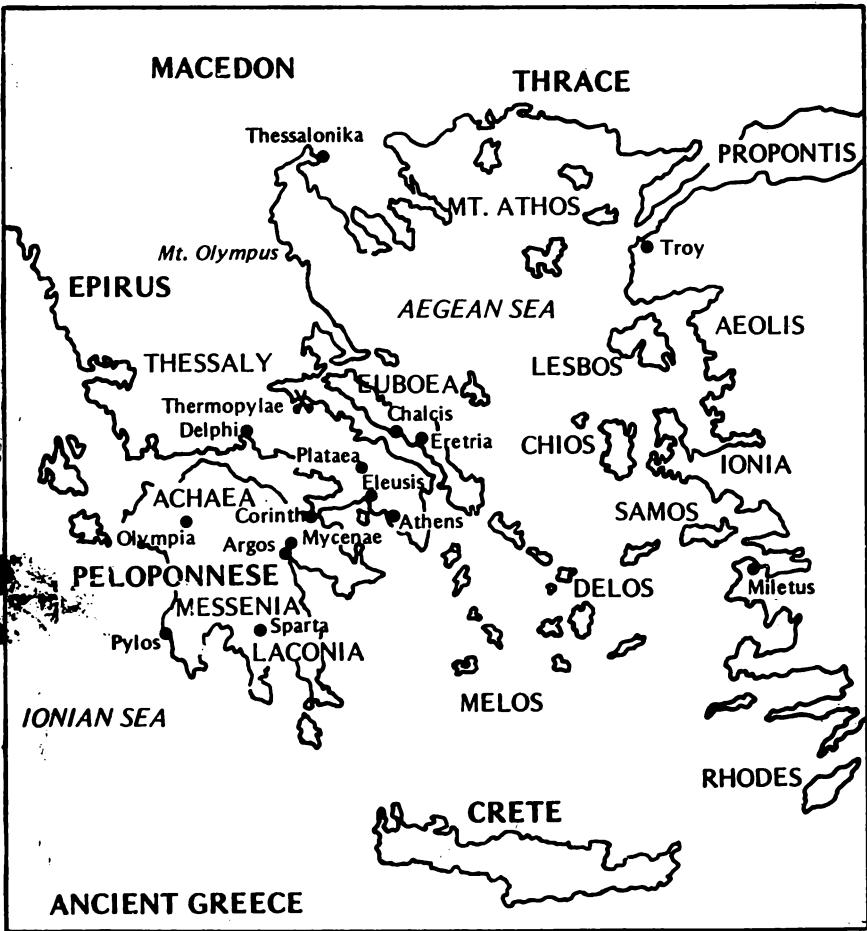 MACEDON
THRACE
Thessalonika
PROPONTIS
MT. ATHOS
Mt. Olympus
Troy
EPIRUS
AEGEAN SEA
AEOLIS
THESSALY
LESBOS
EUBOEA
Thermopylae
Chalcis
Delphi
Eretria
CHIOS
Plataea
IONIA
Eleusis
ACHAEA
Corinth
Athens
SAMOS
Olympia
Mycenae
Argos
PELOPONNESE
DELOS
Miletus
MESSENIA
Sparta
Pylos
LACONIA
MELOS
IONIAN SEA
RHODES
CRETE
ANCIENT GREECE